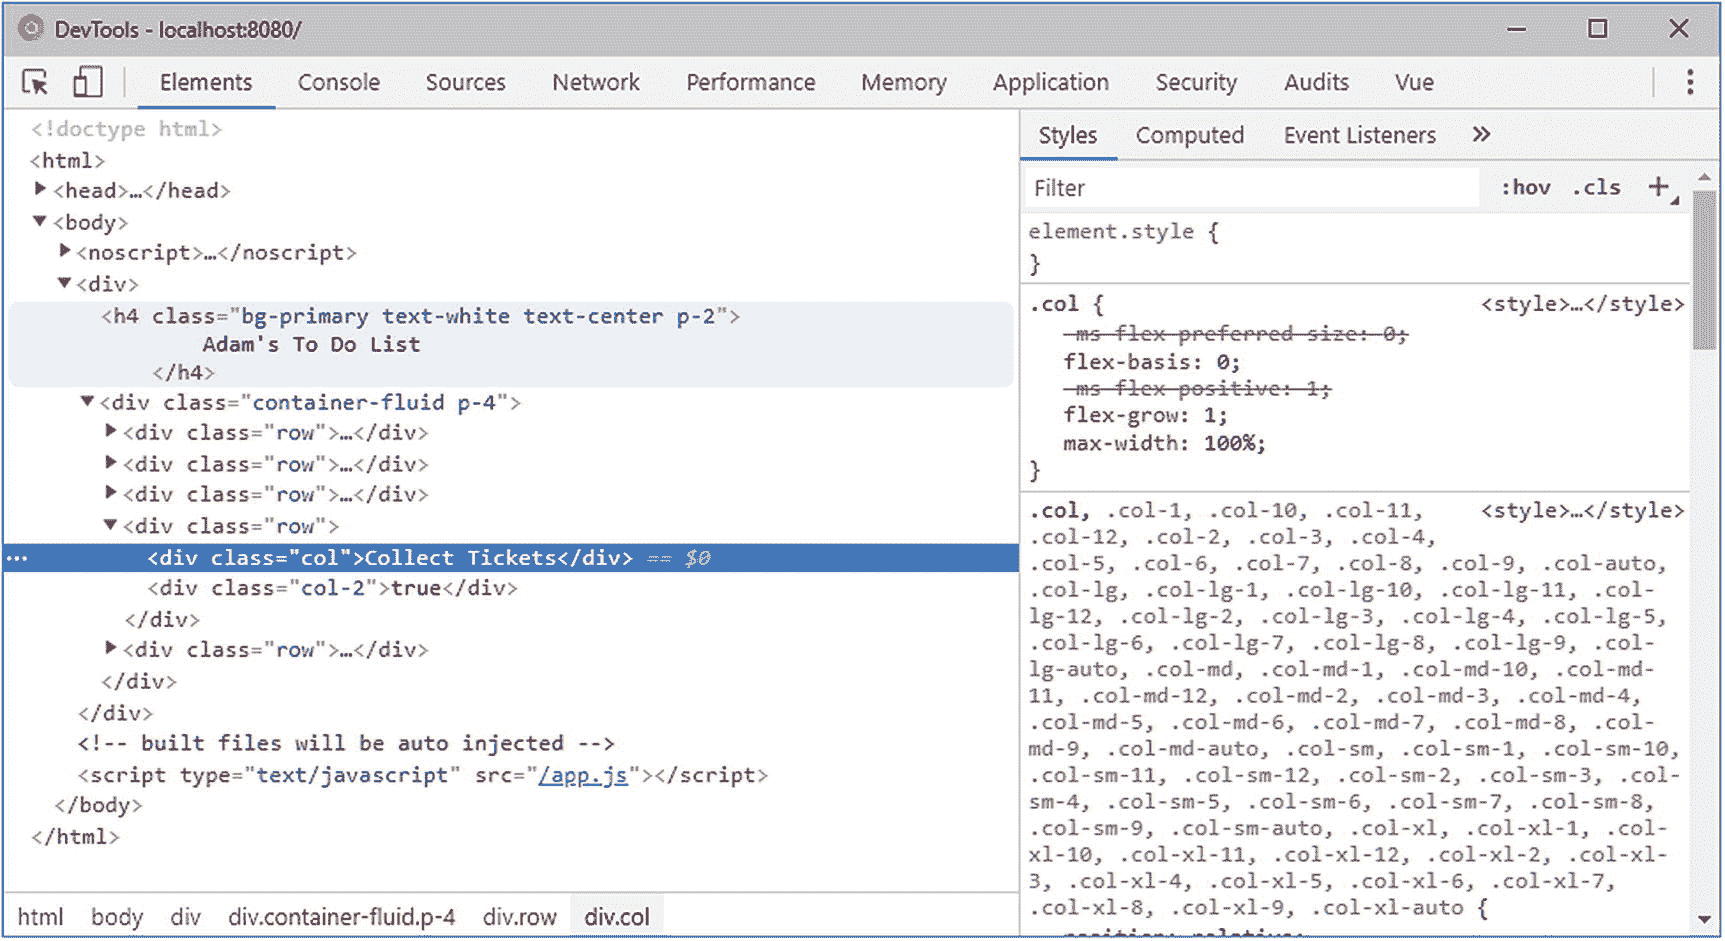 DevTools - localhost:8080/
Elements Console Sources Network Performance Memory Application Security Audits Vue
<!doctype html>
<html>
<head>…</head>
<body>
<noscript>…</noscript>
<div>
<h4 class="bg-primary text-white text-center p-2">
Adam's To Do List
</h4>
<div class="container-fluid p-4">
<div class="row">…</div>
<div class="row">…</div>
<div class="row">…</div>
<div class="row">
<div class="col">Collect Tickets</div> == $0
<div class="col-2">true</div>
</div>
<div class="row">…</div>
</div>
</div>
<!-- built files will be auto injected -->
<script type="text/javascript" src="/app.js"></script>
</body>
</html>
html body div div.container-fluid.p-4 div.row div.col
Styles Computed Event Listeners »
Filter :hov .cls +
element.style {
}
.col { <style>…</style>
-ms-flex-preferred-size: 0;
flex-basis: 0;
-ms-flex-positive: 1;
flex-grow: 1;
max-width: 100%;
}
.col, .col-1, .col-10, .col-11, <style>…</style>
.col-12, .col-2, .col-3, .col-4,
.col-5, .col-6, .col-7, .col-8, .col-9, .col-auto,
.col-lg, .col-lg-1, .col-lg-10, .col-lg-11, .col-
lg-12, .col-lg-2, .col-lg-3, .col-lg-4, .col-lg-5,
.col-lg-6, .col-lg-7, .col-lg-8, .col-lg-9, .col-
lg-auto, .col-md, .col-md-1, .col-md-10, .col-md-
11, .col-md-12, .col-md-2, .col-md-3, .col-md-4,
.col-md-5, .col-md-6, .col-md-7, .col-md-8, .col-
md-9, .col-md-auto, .col-sm, .col-sm-1, .col-sm-10,
.col-sm-11, .col-sm-12, .col-sm-2, .col-sm-3, .col-
sm-4, .col-sm-5, .col-sm-6, .col-sm-7, .col-sm-8,
.col-sm-9, .col-sm-auto, .col-xl, .col-xl-1, .col-
xl-10, .col-xl-11, .col-xl-12, .col-xl-2, .col-xl-
3, .col-xl-4, .col-xl-5, .col-xl-6, .col-xl-7,
.col-xl-8, .col-xl-9, .col-xl-auto {
position: relative;